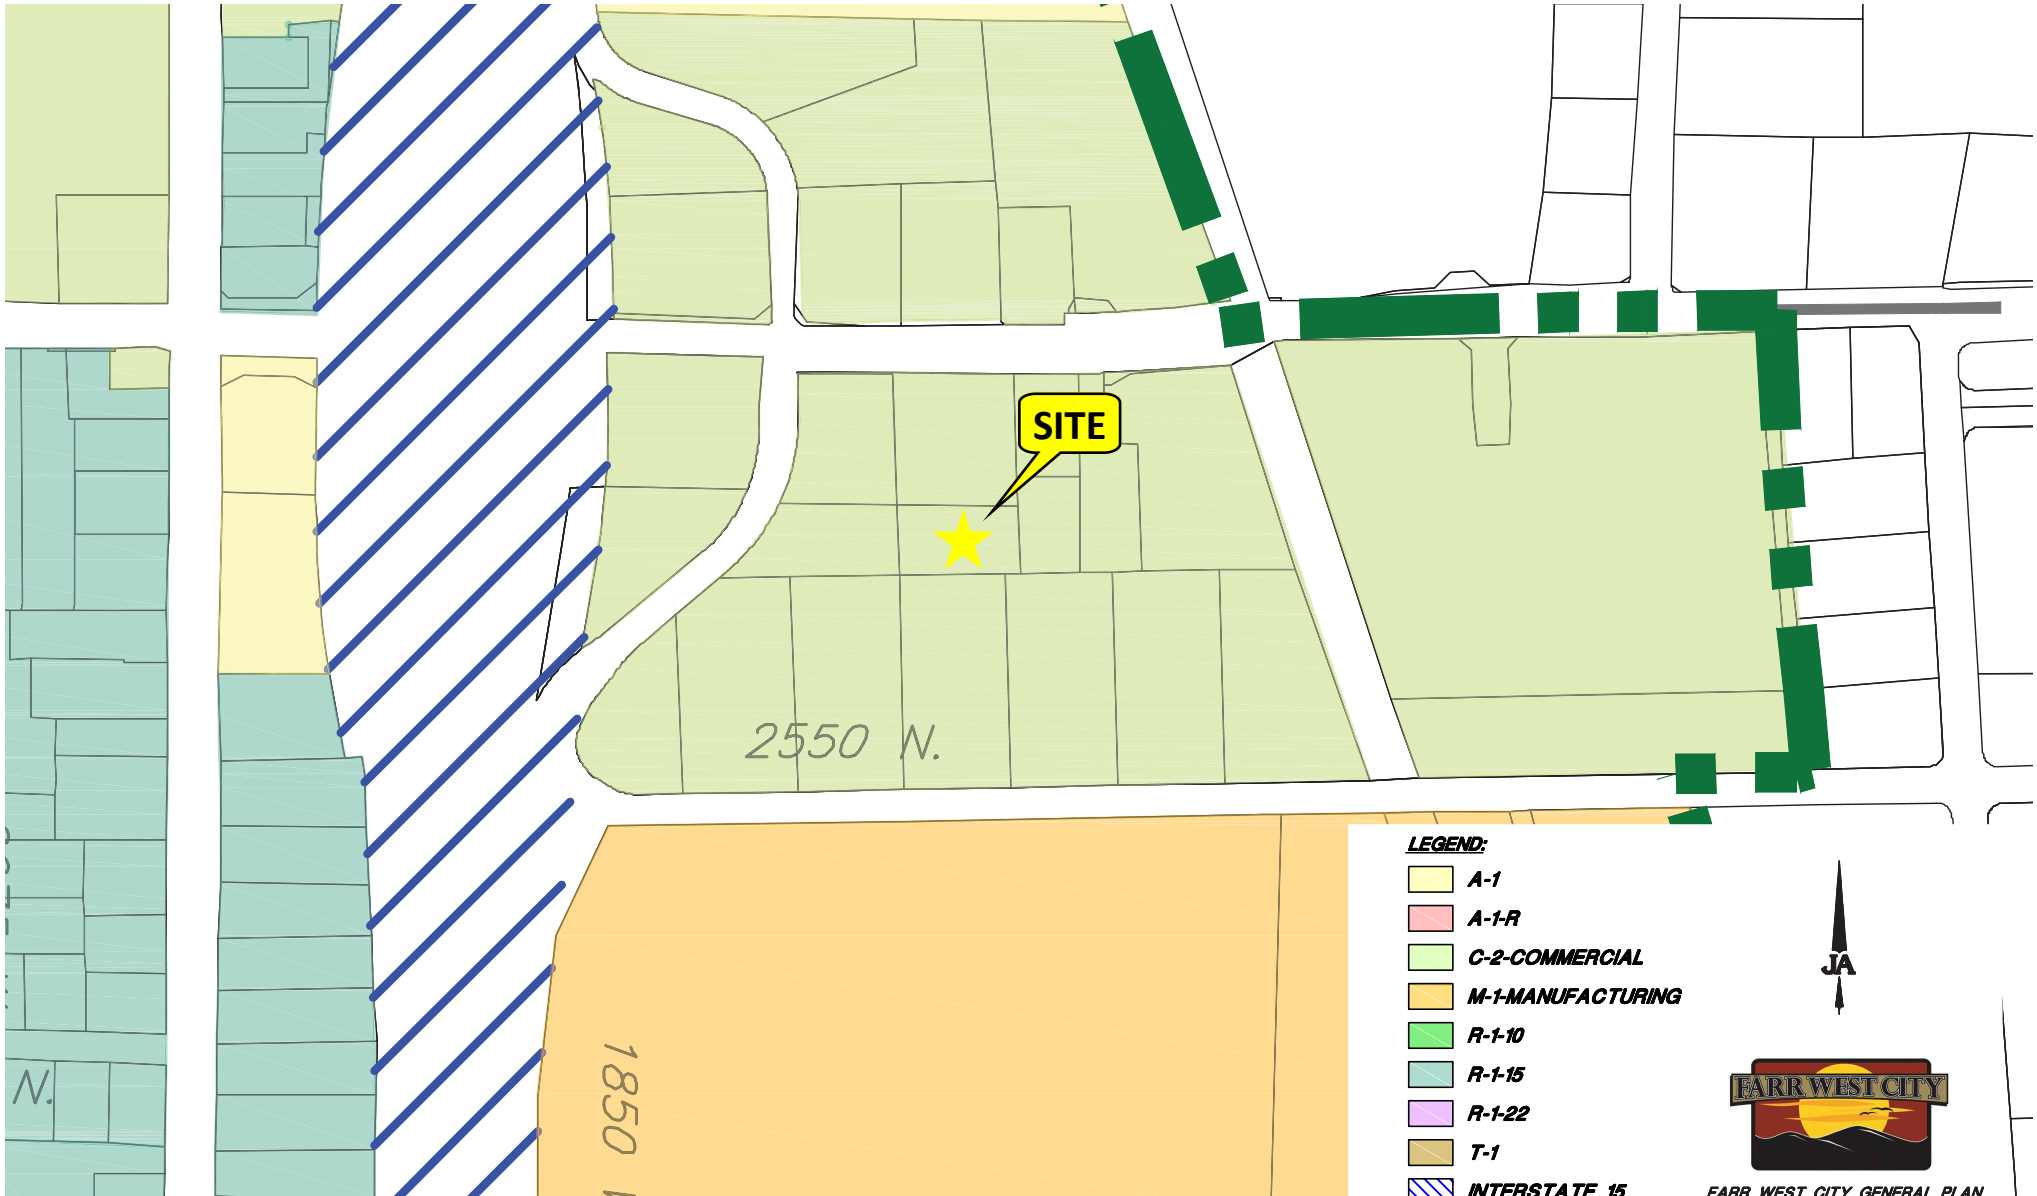 SITE
2550 N.
1850
N.
LEGEND:
A-1
A-1-R
C-2-COMMERCIAL
M-1-MANUFACTURING
R-1-10
R-1-15
R-1-22
T-1
INTERSTATE 15
JA
FARR WEST CITY
FARR WEST CITY GENERAL PLAN